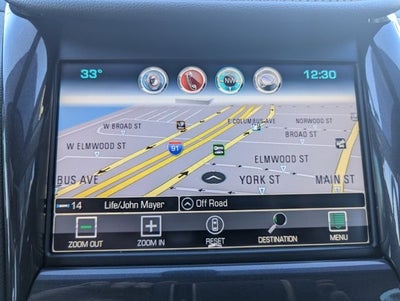 33° NW 12:30
E COLUMBUS AVE NORWOOD ST
W BROAD ST
BROAD ST
W ELMWOOD ST 91
ELMWOOD ST
BUS AVE YORK ST MAIN ST
14 Life/John Mayer Off Road
ZOOM OUT ZOOM IN RESET DESTINATION MENU